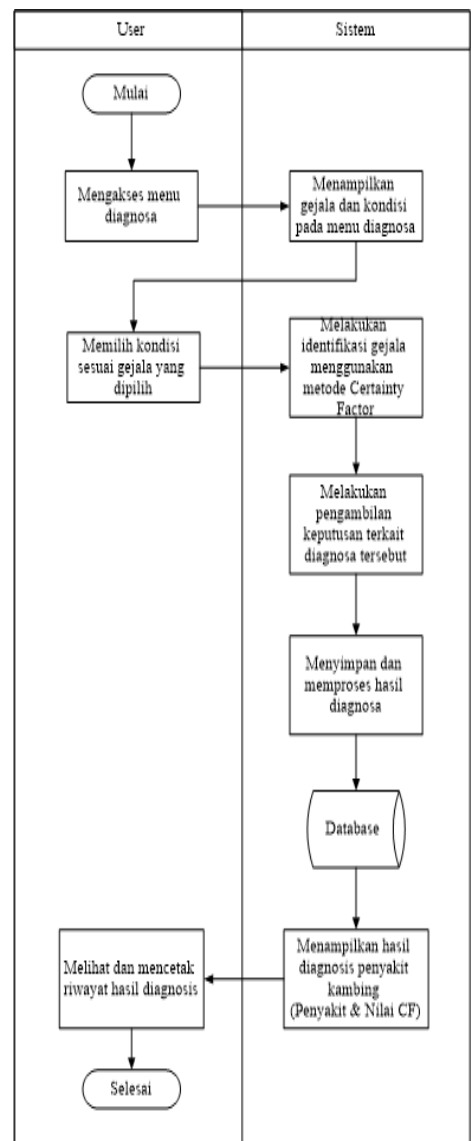 User
Sistem
Mulai
Mengakses menu
diagnosa
Menampilkan
gejala dan kondisi
pada menu diagnosa
Memilih kondisi
sesuai gejala yang
dipilih
Melakukan
identifikasi gejala
menggunakan
metode Certainty
Factor
Melakukan
pengambilan
keputusan terkait
diagnosa tersebut
Menyimpan dan
memproses hasil
diagnosa
Database
Menampilkan hasil
diagnosis penyakit
kambing
(Penyakit & Nilai CF)
Melihat dan mencetak
riwayat hasil diagnosis
Selesai